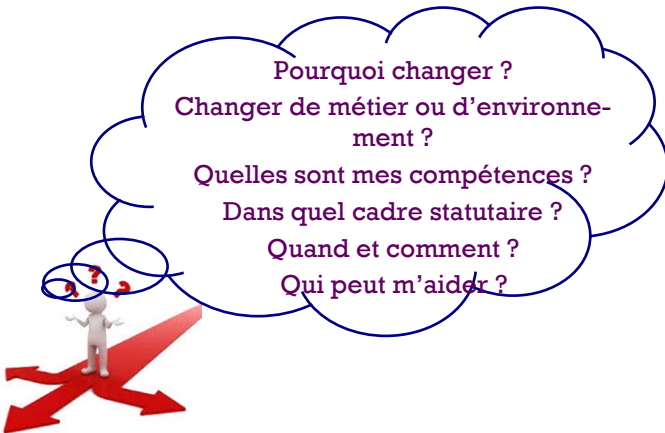 Pourquoi changer ?
Changer de métier ou d’environne-
ment ?
Quelles sont mes compétences ?
Dans quel cadre statutaire ?
Quand et comment ?
Qui peut m’aider ?
? ? ?